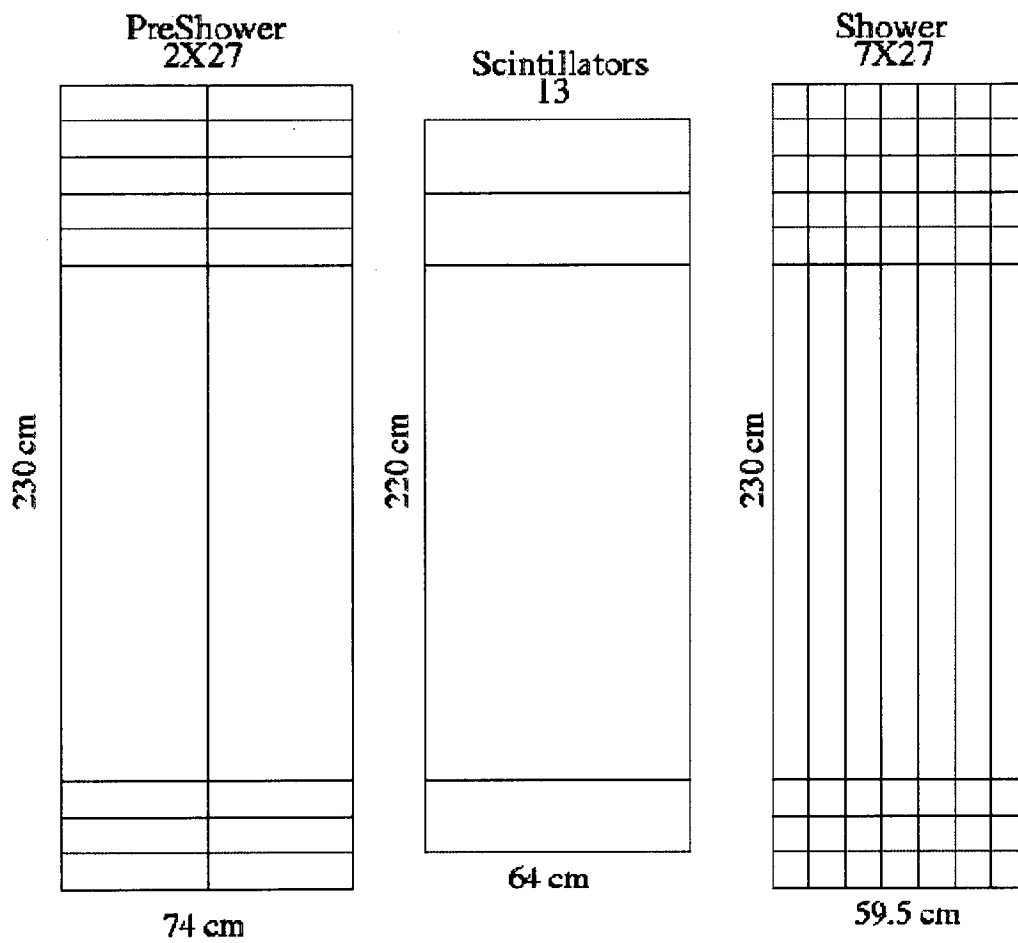 PreShower
2X27
Scintillators
13
Shower
7X27
230 cm
220 cm
230 cm
74 cm
64 cm
59.5 cm